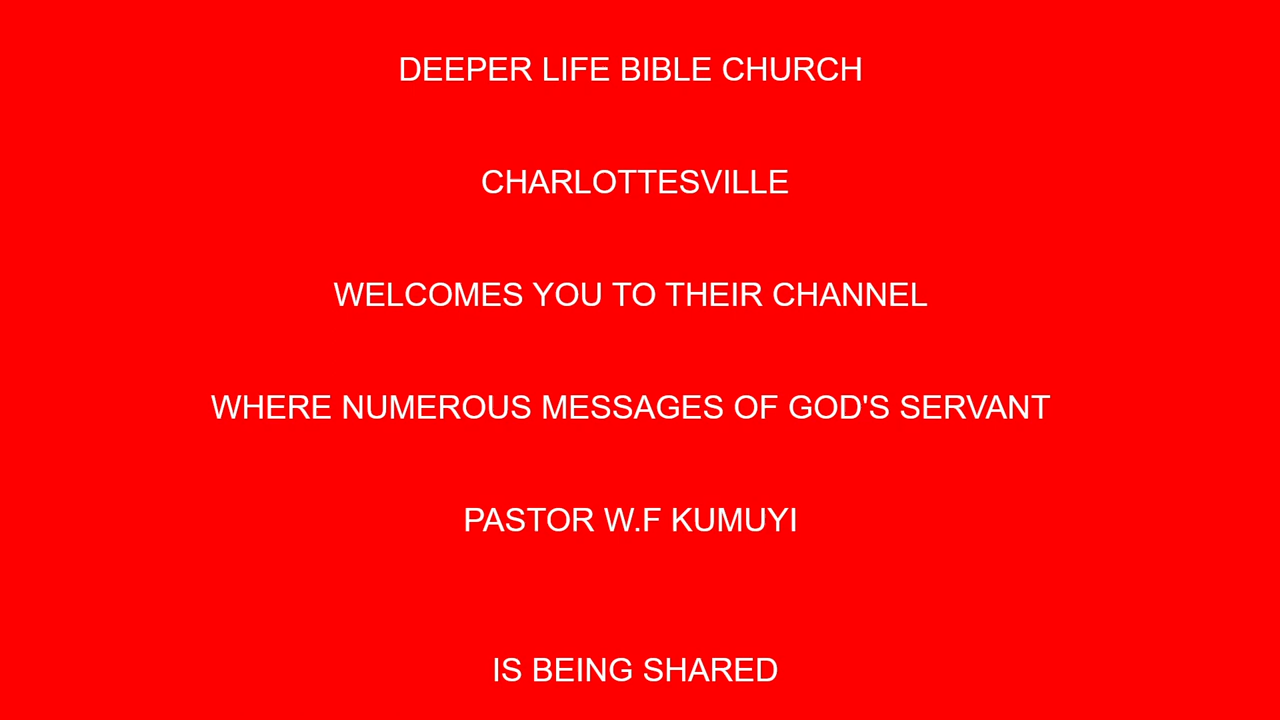 DEEPER LIFE BIBLE CHURCH
CHARLOTTESVILLE
WELCOMES YOU TO THEIR CHANNEL
WHERE NUMEROUS MESSAGES OF GOD'S SERVANT
PASTOR W.F KUMUYI
IS BEING SHARED